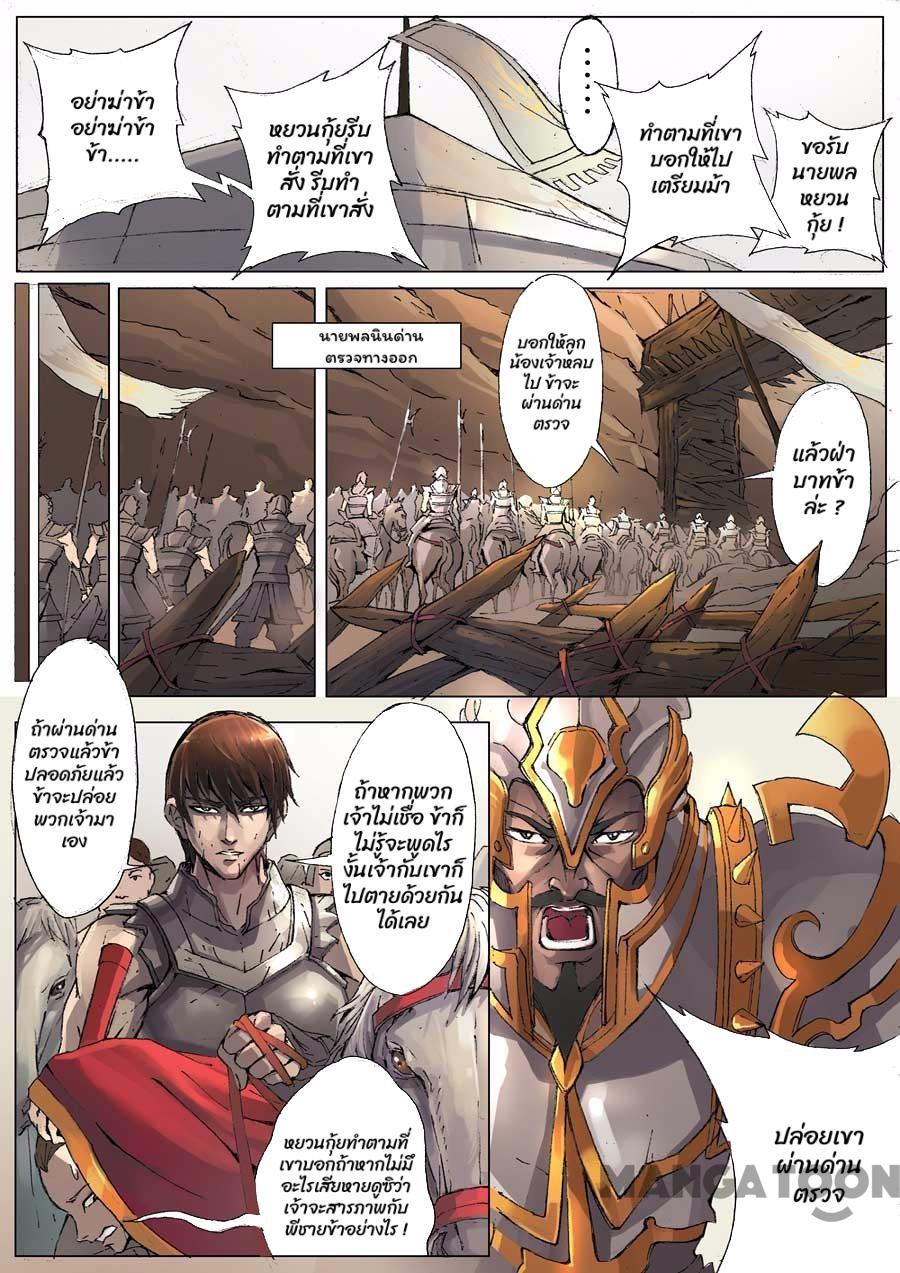 อย่าฆ่าข้า
อย่าฆ่าข้า
ข้า.....
หยวนกุ้ยรีบ
ทำตามที่เขา
สั่ง รีบทำ
ตามที่เขาสั่ง
......
ทำตามที่เขา
บอกให้ไป
เตรียมม้า
ขอรับ
นายพล
หยวน
กุ้ย !
นายพลนินด่าน
ตรวจทางออก
บอกให้ลูก
น้องเจ้าหลบ
ไป ข้าจะ
ผ่านด่าน
ตรวจ
แล้วฝ่า
บาทข้า
ล่ะ ?
ถ้าผ่านด่าน
ตรวจแล้วข้า
ปลอดภัยแล้ว
ข้าจะปล่อย
พวกเจ้ามา
เอง
ถ้าหากพวก
เจ้าไม่เชื่อ ข้าก็
ไม่รู้จะพูดไร
งั้นเจ้ากับเขาก็
ไปตายด้วยกัน
ได้เลย
หยวนกุ้ยทำตามที่
เขาบอกถ้าหากไม่มี
อะไรเสียหายดูซิว่า
เจ้าจะสารภาพกับ
พี่ชายข้าอย่างไร !
ปล่อยเขา
ผ่านด่าน
ตรวจ
MANGATOON